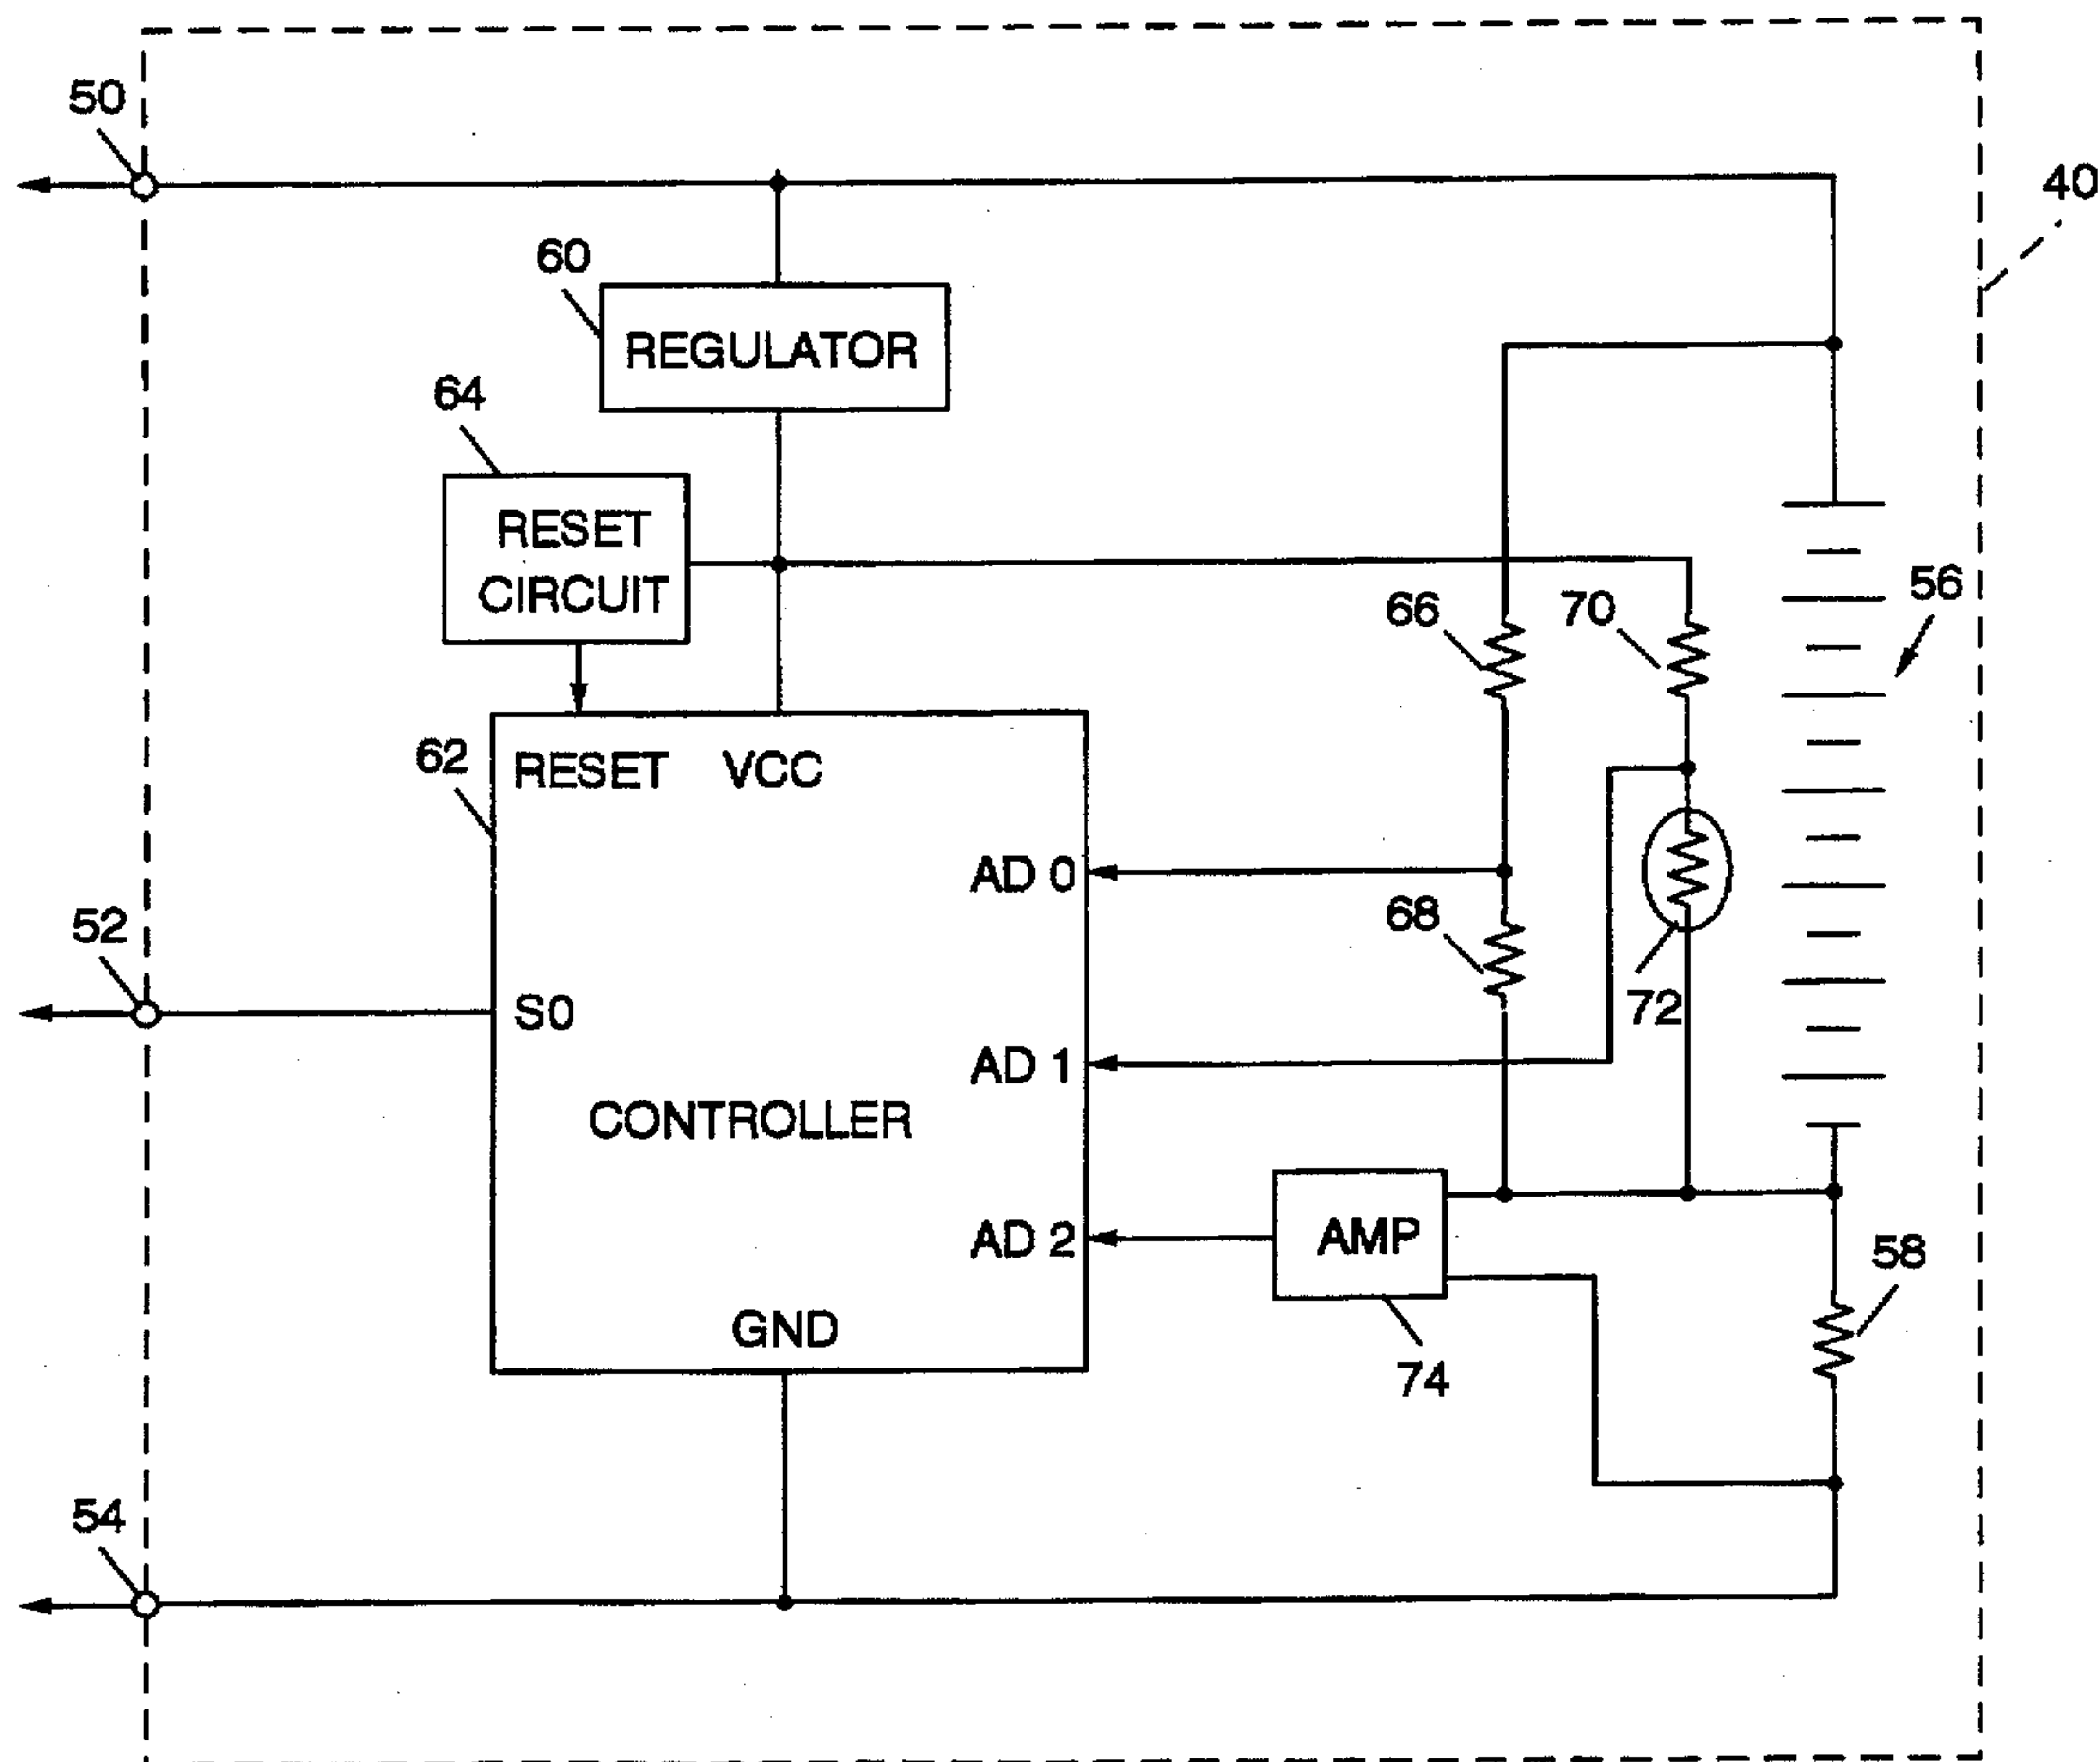 50
40
60
REGULATOR
64
RESET
CIRCUIT
56
66
70
62
RESET VCC
AD 0
68
52
72
S0
AD 1
CONTROLLER
AMP
AD 2
58
GND
74
54